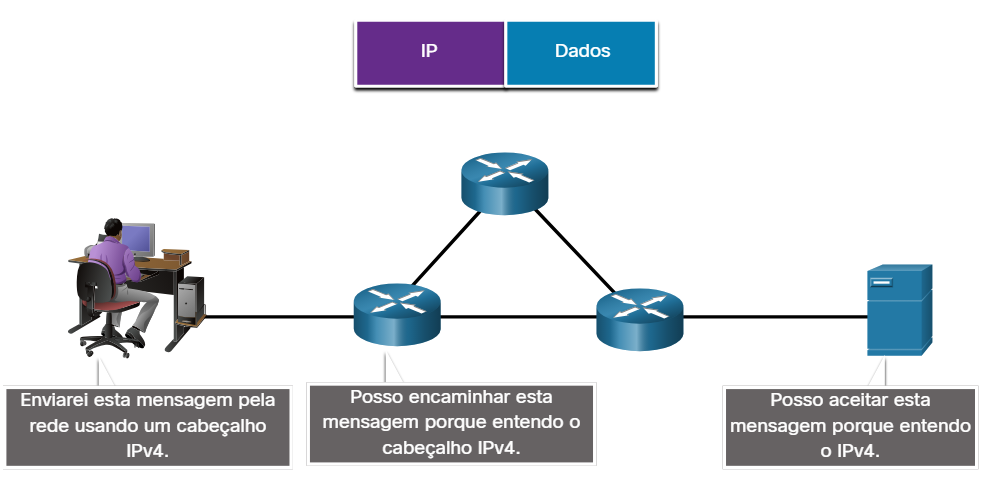 IP
Dados
Enviarei esta mensagem pela
rede usando um cabeçalho
IPv4.
Posso encaminhar esta
mensagem porque entendo o
cabeçalho IPv4.
Posso aceitar esta
mensagem porque entendo
o IPv4.